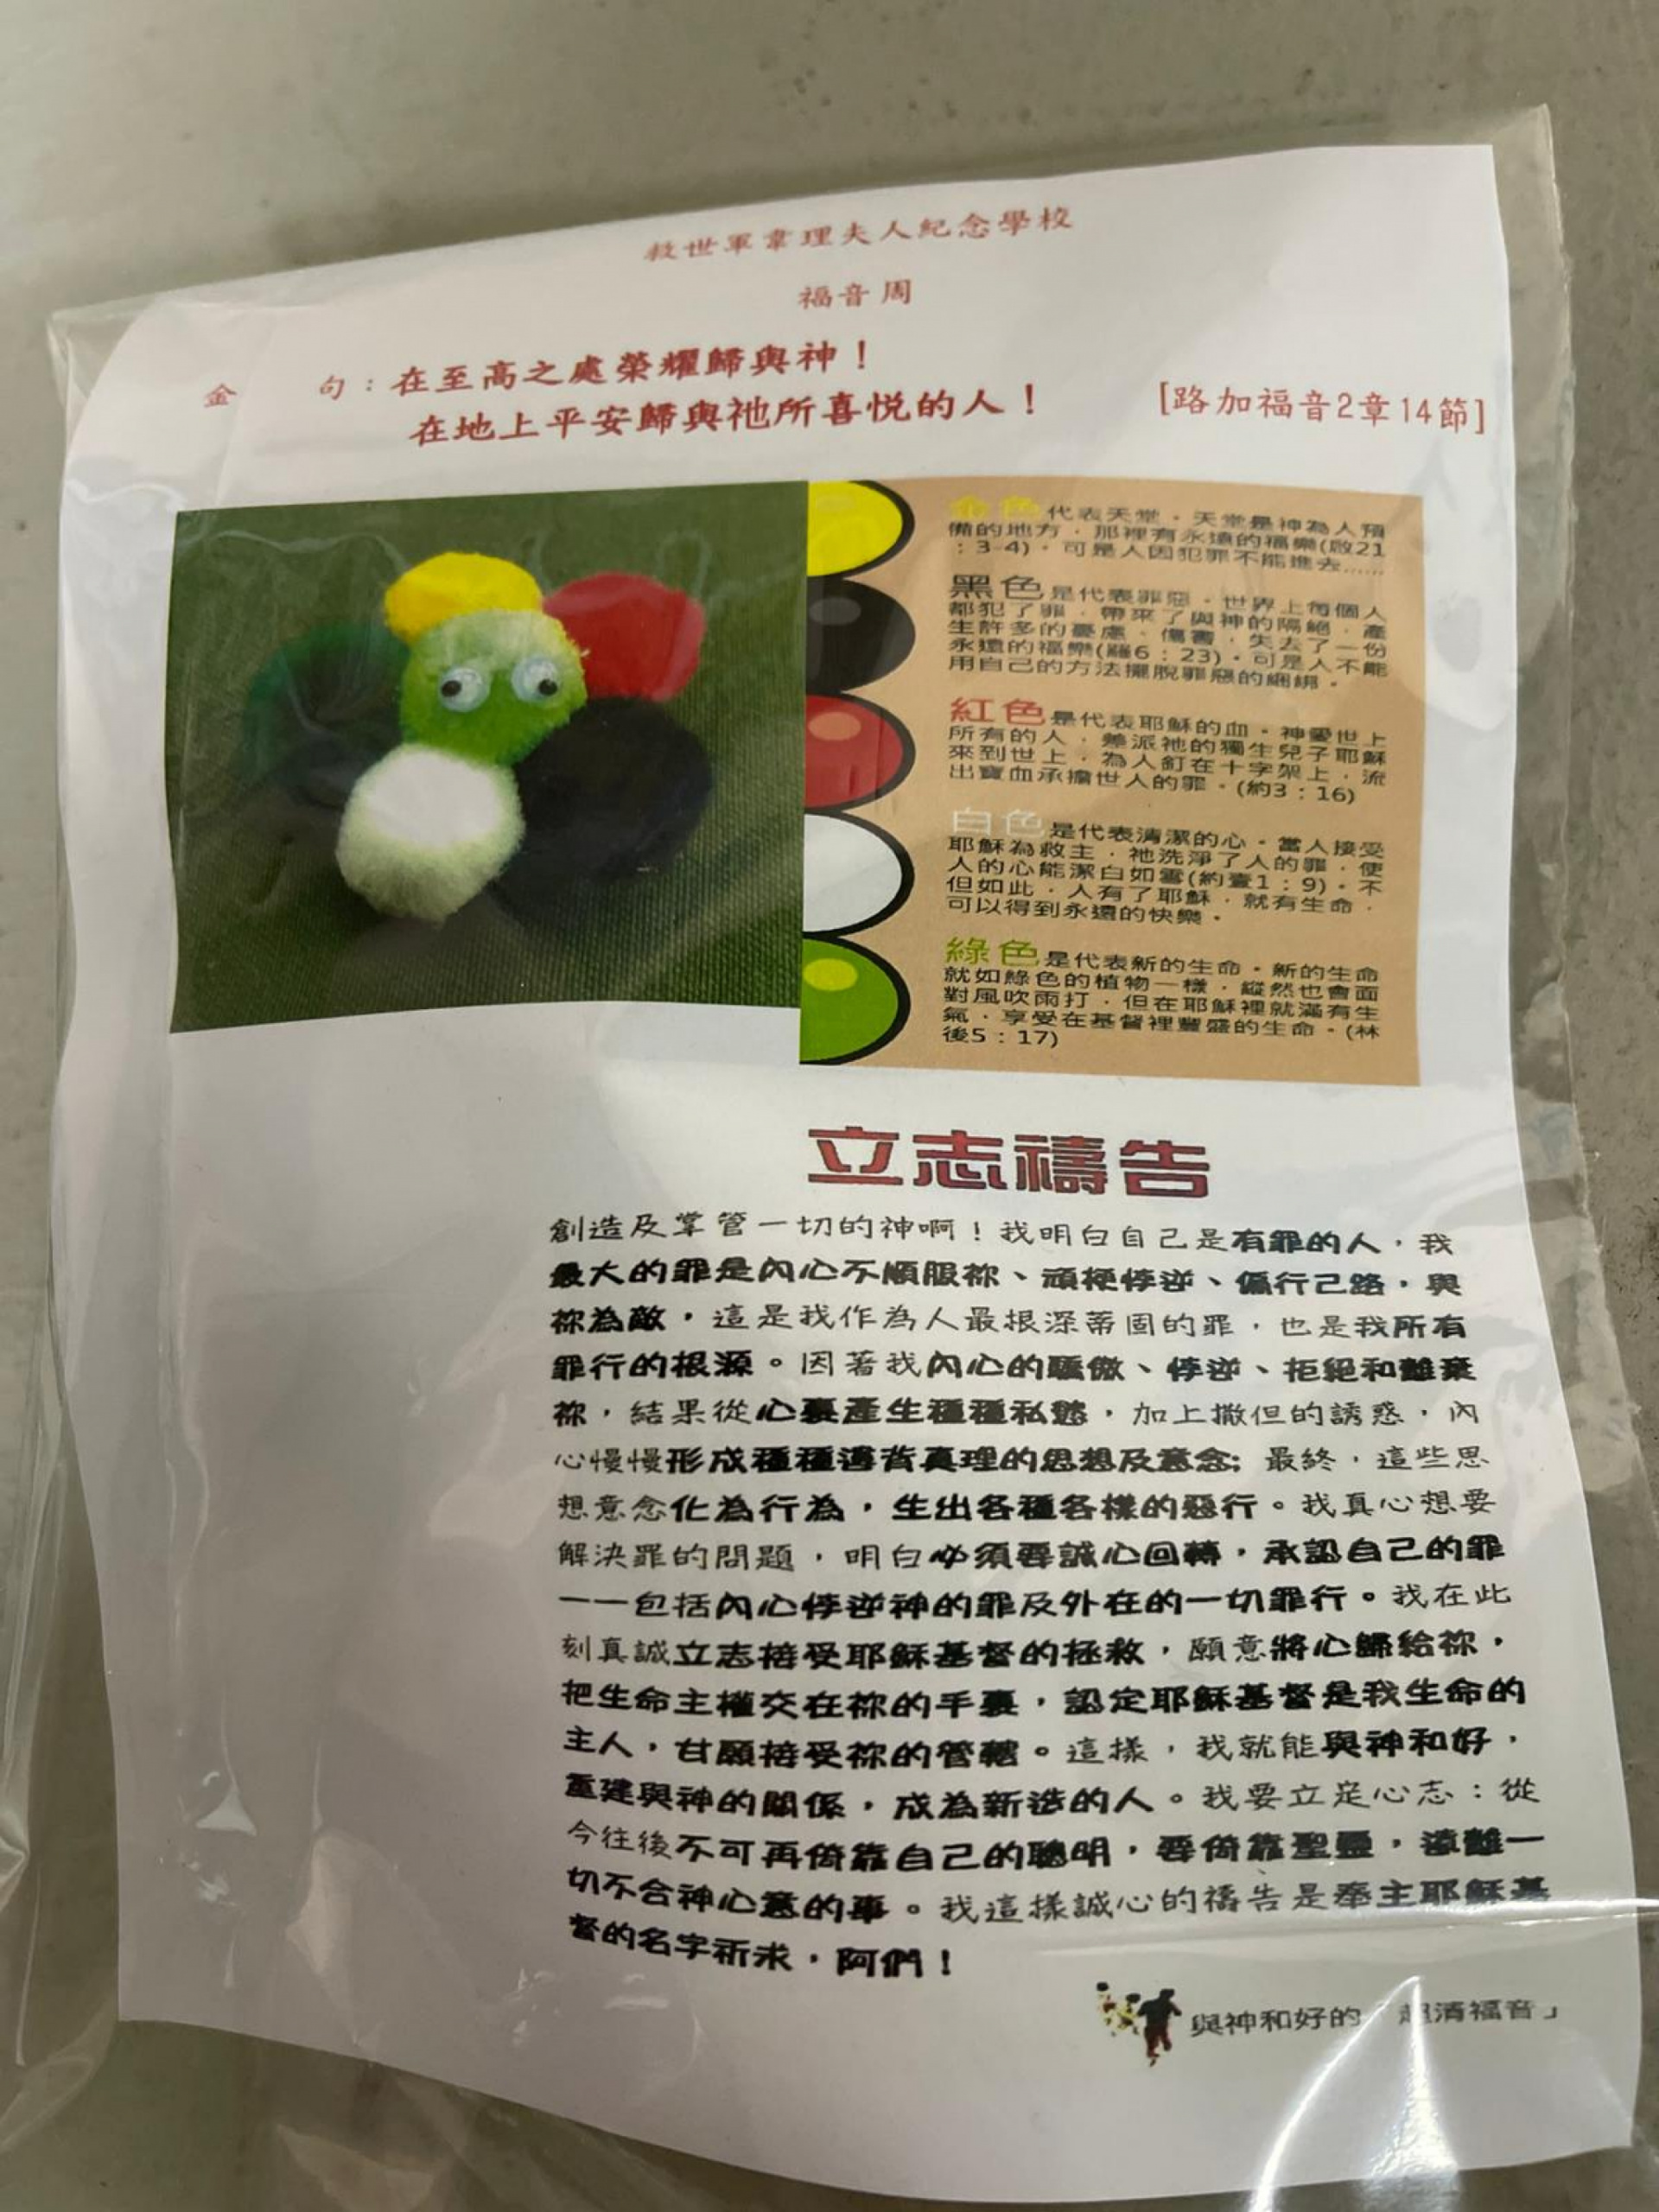 救世軍韋理夫人紀念學校
福音周
金 句：在至高之處榮耀歸與神！
在地上平安歸與祂所喜悅的人！ [路加福音2章14節]
金色代表天堂。天堂是神為人預
備的地方，那裡有永遠的福樂(啟21
：3-4)。可是人因犯罪不能進去......
黑色是代表罪惡。世界上每個人
都犯了罪，帶來了與神的隔絕，產
生許多的憂慮、傷害，失去了一份
永遠的福樂(羅6：23)。可是人不能
用自己的方法擺脫罪惡的綑綁。
紅色是代表耶穌的血。神愛世上
所有的人，差派祂的獨生兒子耶穌
來到世上，為人釘在十字架上，流
出寶血承擔世人的罪。(約3：16)
白色是代表清潔的心。當人接受
耶穌為救主，祂洗淨了人的罪，使
人的心能潔白如雪(約壹1：9)。不
但如此，人有了耶穌，就有生命，
可以得到永遠的快樂。
綠色是代表新的生命。新的生命
就如綠色的植物一樣，縱然也會面
對風吹雨打，但在耶穌裡就滿有生
氣，享受在基督裡豐盛的生命。(林
後5：17)
立志禱告
創造及掌管一切的神啊！我明白自己是有罪的人，我
最大的罪是內心不順服祢、頑梗悖逆、偏行己路，與
祢為敵，這是我作為人最根深蒂固的罪，也是我所有
罪行的根源。因著我內心的驕傲、悖逆、拒絕和離棄
祢，結果從心裏產生種種私慾，加上撒但的誘惑，內
心慢慢形成種種違背真理的思想及意念；最終，這些思
想意念化為行為，生出各種各樣的惡行。我真心想要
解決罪的問題，明白必須要誠心回轉，承認自己的罪
——包括內心悖逆神的罪及外在的一切罪行。我在此
刻真誠立志接受耶穌基督的拯救，願意將心歸給祢，
把生命主權交在祢的手裏，認定耶穌基督是我生命的
主人，甘願接受祢的管轄。這樣，我就能與神和好，
重建與神的關係，成為新造的人。我要立定心志：從
今往後不可再倚靠自己的聰明，要倚靠聖靈，遠離一
切不合神心意的事。我這樣誠心的禱告是奉主耶穌基
督的名字祈求，阿們！
與神和好的「超清福音」